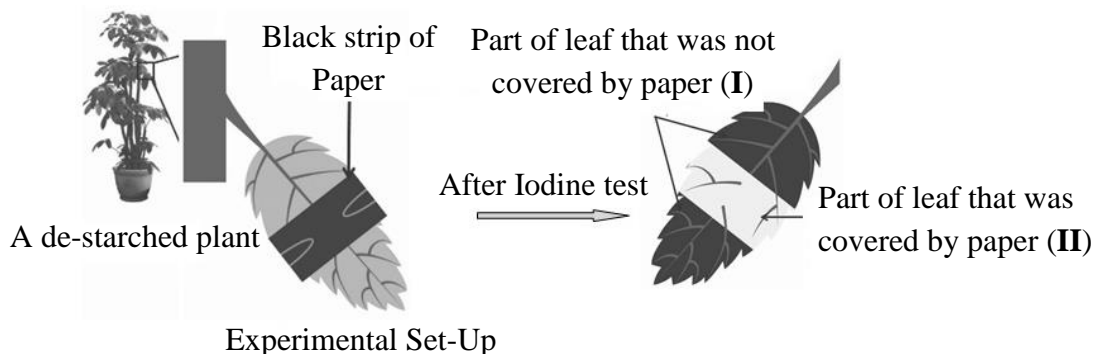 Black strip of
Paper
Part of leaf that was not
covered by paper (I)
After Iodine test
A de-starched plant
Part of leaf that was
covered by paper (II)
Experimental Set-Up